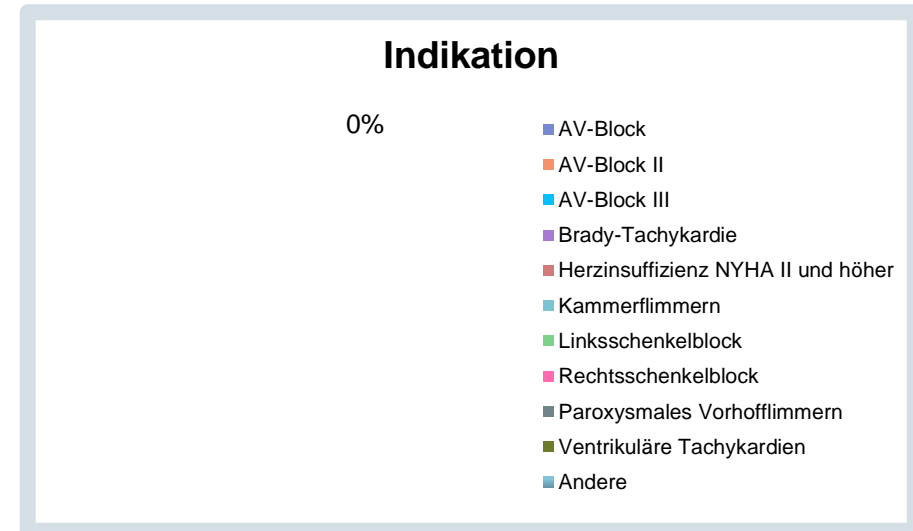 Indikation
0%
AV-Block
AV-Block II
AV-Block III
Brady-Tachykardie
Herzinsuffizienz NYHA II und höher
Kammerflimmern
Linksschenkelblock
Rechtsschenkelblock
Paroxysmales Vorhofflimmern
Ventrikuläre Tachykardien
Andere